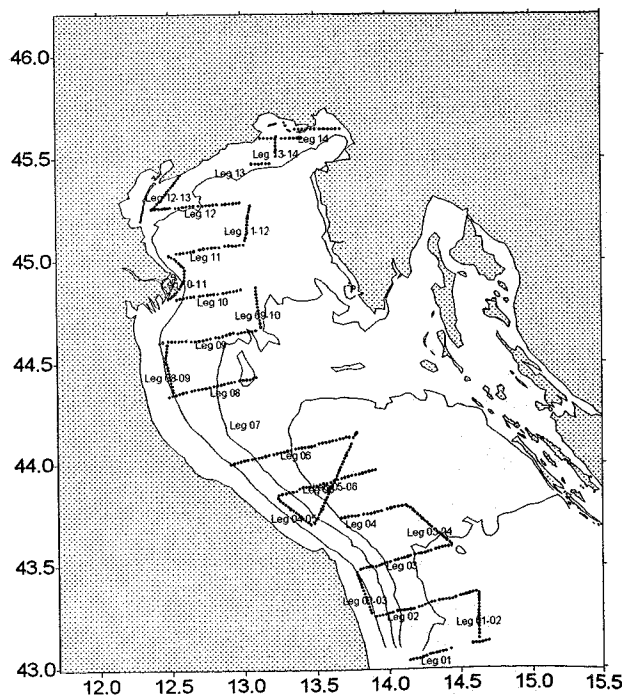 46.0
Leg 14
45.5
Leg 13-14
Leg 13
Leg 12-13
Leg 12
Leg 11-12
Leg 11
45.0
Leg 10
Leg 09-10
44.5
Leg 09
Leg 08-09
Leg 08
Leg 07
Leg 06
44.0
Leg 04
Leg 03-04
43.5
Leg 03
Leg 02-03
Leg 02
Leg 01-02
Leg 01
43.0
12.0 12.5 13.0 13.5 14.0 14.5 15.0 15.5